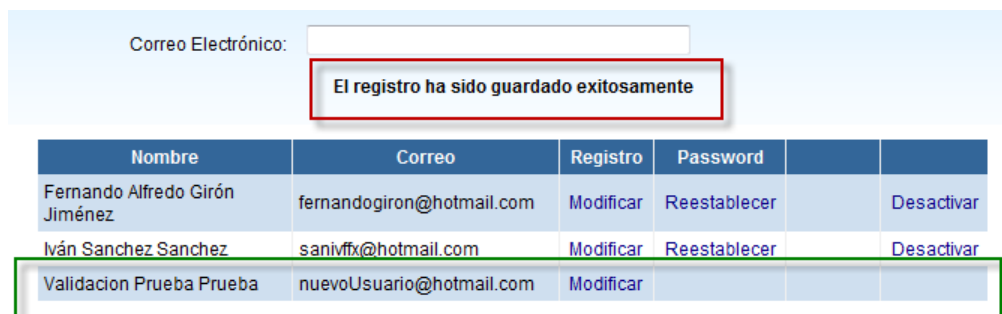 Correo Electrónico:
El registro ha sido guardado exitosamente
Nombre Correo Registro Password
Fernando Alfredo Girón
Jiménez fernandogiron@hotmail.com Modificar Reestablecer Desactivar
Iván Sanchez Sanchez sanivffx@hotmail.com Modificar Reestablecer Desactivar
Validacion Prueba Prueba nuevoUsuario@hotmail.com Modificar